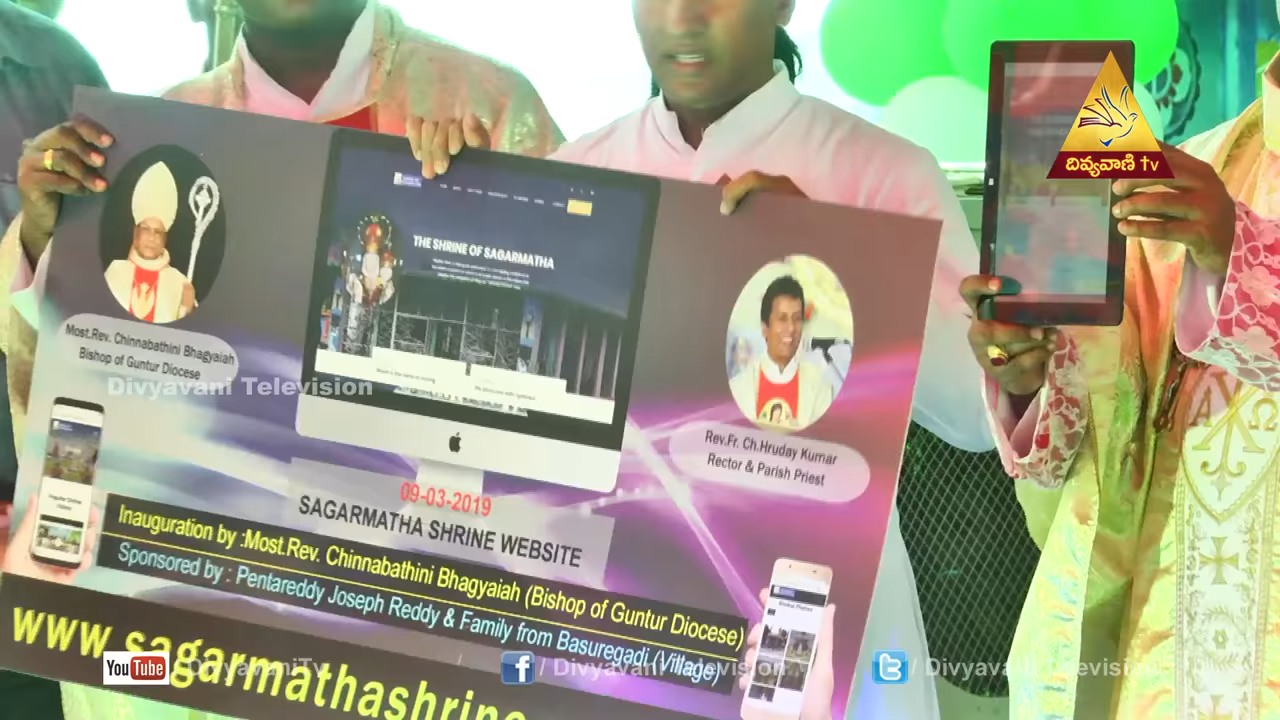 దివ్యవాణి tv
THE SHRINE OF SAGARMATHA
Most.Rev. Chinnabathini Bhagyaiah
Bishop of Guntur Diocese
Divyavani Television
Rev.Fr. Ch.Hruday Kumar
Rector & Parish Priest
09-03-2019
SAGARMATHA SHRINE WEBSITE
Inauguration by :Most.Rev. Chinnabathini Bhagyaiah (Bishop of Guntur Diocese)
Sponsored by : Pentareddy Joseph Reddy & Family from Basuregadi (Village)
www.sagarmathashrine
YouTube / DivyavaniTv
f / Divyavani Television
/ Divyavani Television
Α Ω